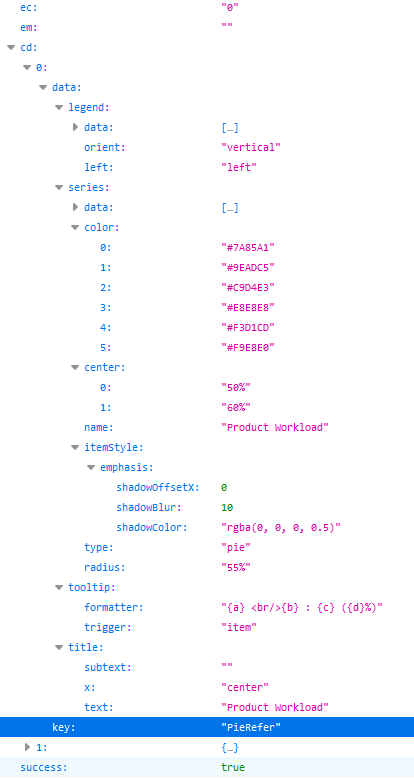 ec: "0"
em: ""
cd:
0:
data:
legend:
data: […]
orient: "vertical"
left: "left"
series:
data: […]
color:
0: "#7A85A1"
1: "#9EADC5"
2: "#C9D4E3"
3: "#E8E8E8"
4: "#F3D1CD"
5: "#F9E8E0"
center:
0: "50%"
1: "60%"
name: "Product Workload"
itemStyle:
emphasis:
shadowOffsetX: 0
shadowBlur: 10
shadowColor: "rgba(0, 0, 0, 0.5)"
type: "pie"
radius: "55%"
tooltip:
formatter: "{a} <br/>{b} : {c} ({d}%)"
trigger: "item"
title:
subtext: ""
x: "center"
text: "Product Workload"
key: "PieRefer"
1: {…}
success: true